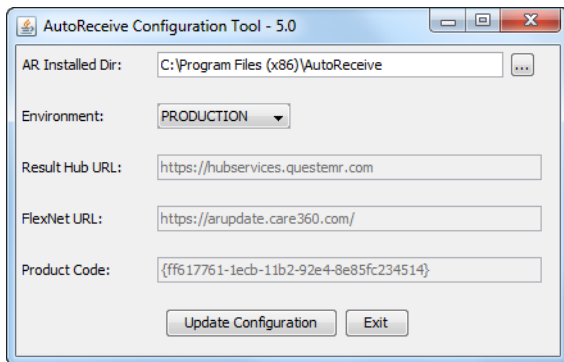 AutoReceive Configuration Tool - 5.0
AR Installed Dir: C:\Program Files (x86)\AutoReceive ...
Environment: PRODUCTION
Result Hub URL: https://hubservices.questemr.com
FlexNet URL: https://arupdate.care360.com/
Product Code: {ff617761-1ecb-11b2-92e4-8e85fc234514}
Update Configuration Exit